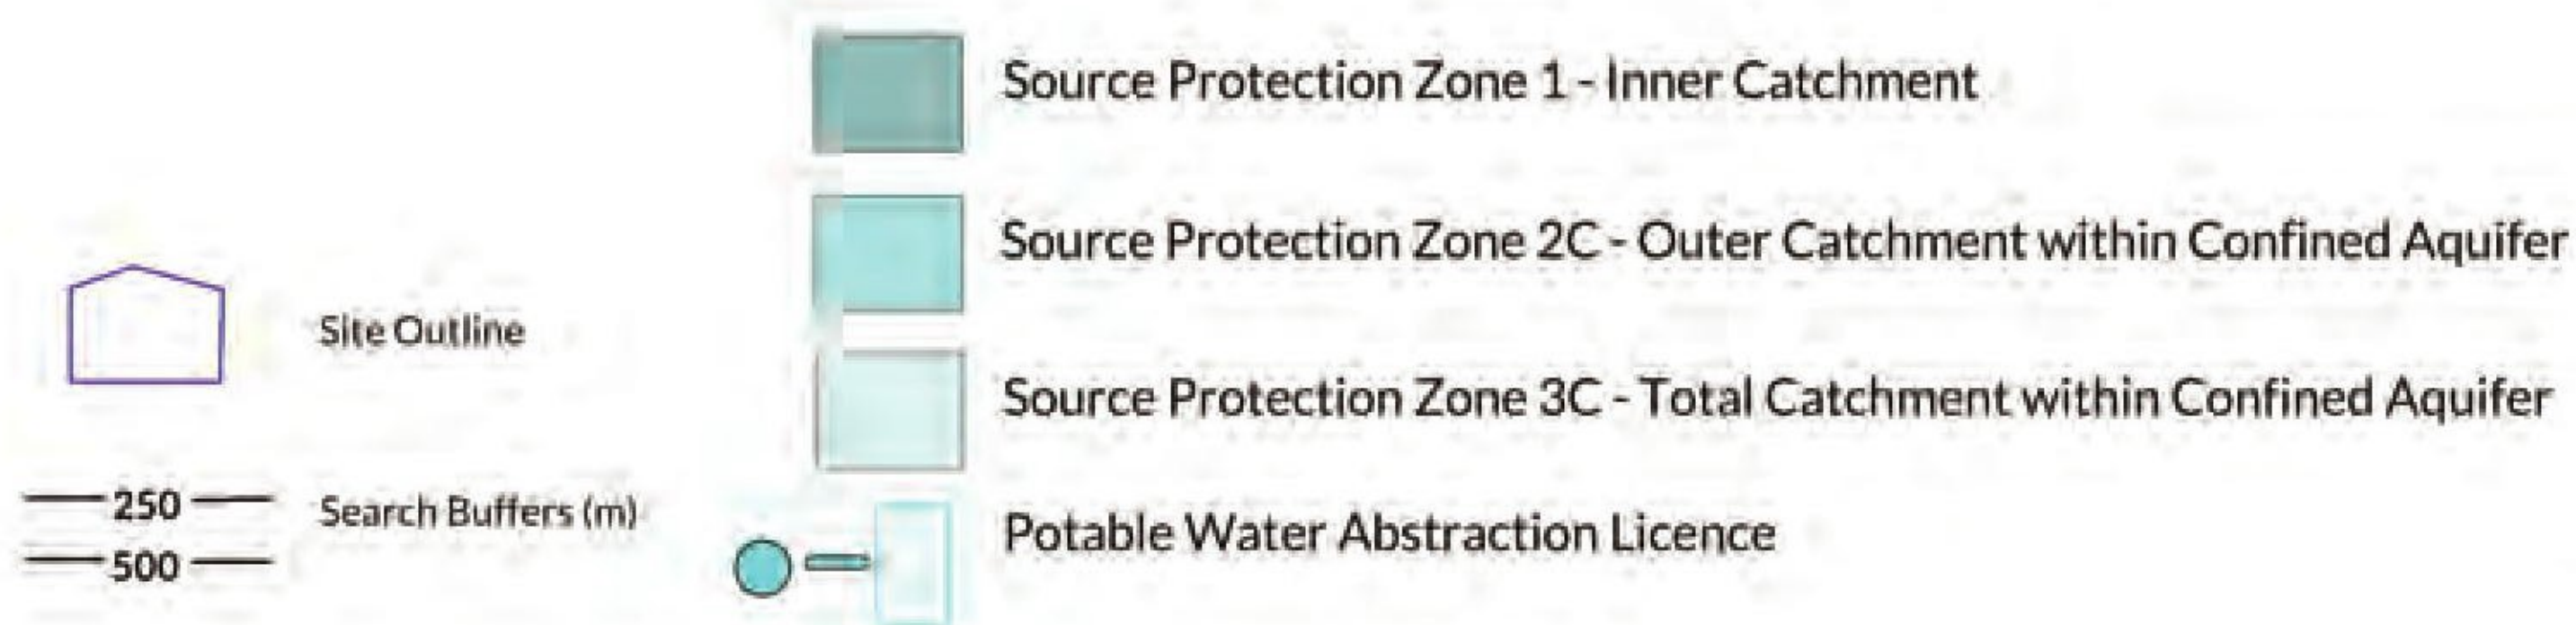 Site Outline
250
500
Search Buffers (m)
Source Protection Zone 1 - Inner Catchment
Source Protection Zone 2C - Outer Catchment within Confined Aquifer
Source Protection Zone 3C - Total Catchment within Confined Aquifer
Potable Water Abstraction Licence